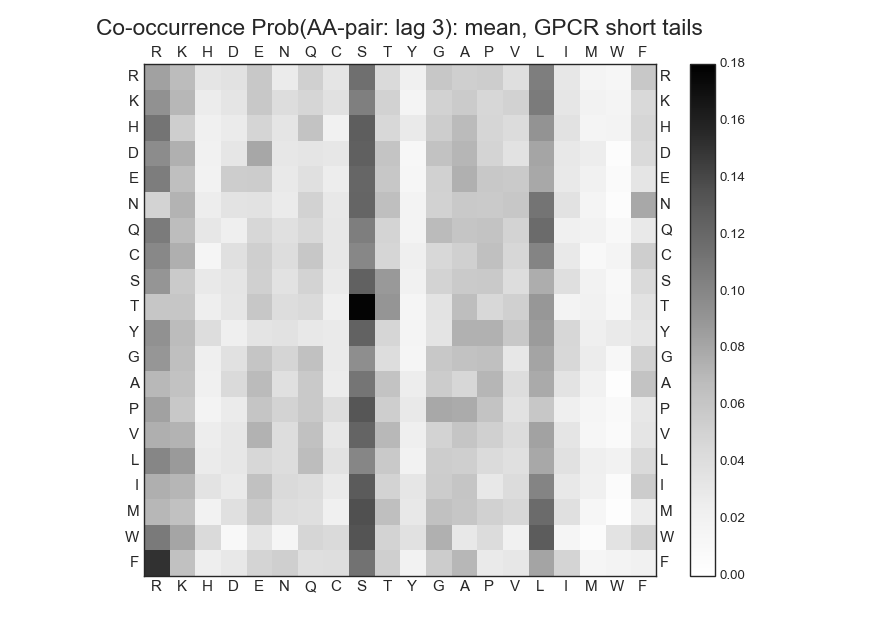 Co-occurrence Prob(AA-pair: lag 3): mean, GPCR short tails
R K H D E N Q C S T Y G A P V L I M W F
R R 0.18
K K
H H 0.16
D D
E E 0.14
N N
Q Q 0.12
C C
S S 0.10
T T
Y Y
G G 0.08
A A
P P 0.06
V V
L L 0.04
I I
M M 0.02
W W
F F 0.00
R K H D E N Q C S T Y G A P V L I M W F